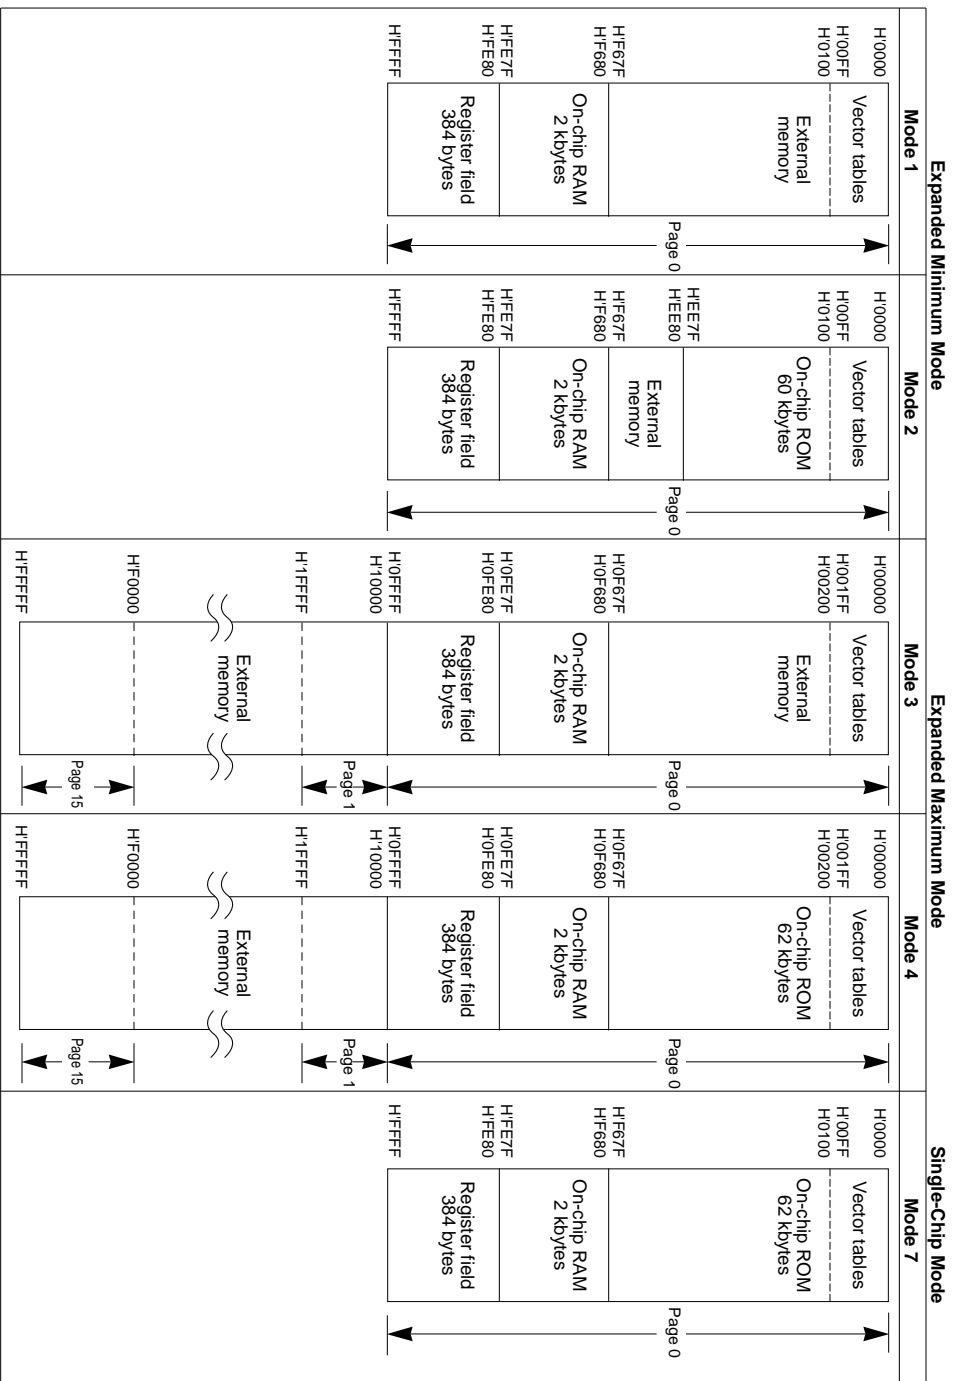 Expanded Minimum Mode
Mode 1
H'0000
Vector tables
H'00FF
H'0100
External
memory
H'F67F
H'F680
On-chip RAM
2 kbytes
H'FE7F
H'FE80
Register field
384 bytes
H'FFFF
Page 0
Mode 2
H'0000
Vector tables
H'00FF
H'0100
On-chip ROM
60 kbytes
H'EE7F
H'EE80
External
memory
H'F67F
H'F680
On-chip RAM
2 kbytes
H'FE7F
H'FE80
Register field
384 bytes
H'FFFF
Page 0
Expanded Maximum Mode
Mode 3
H'00000
Vector tables
H'001FF
H'00200
External
memory
H'0F67F
H'0F680
On-chip RAM
2 kbytes
H'0FE7F
H'0FE80
Register field
384 bytes
H'0FFFF
H'10000
H'1FFFF
External
memory
H'F0000
H'FFFFF
Page 0
Page 1
Page 15
Mode 4
H'00000
Vector tables
H'001FF
H'00200
On-chip ROM
62 kbytes
H'0F67F
H'0F680
On-chip RAM
2 kbytes
H'0FE7F
H'0FE80
Register field
384 bytes
H'0FFFF
H'10000
H'1FFFF
External
memory
H'F0000
H'FFFFF
Page 0
Page 1
Page 15
Single-Chip Mode
Mode 7
H'0000
Vector tables
H'00FF
H'0100
On-chip ROM
62 kbytes
H'F67F
H'F680
On-chip RAM
2 kbytes
H'FE7F
H'FE80
Register field
384 bytes
H'FFFF
Page 0